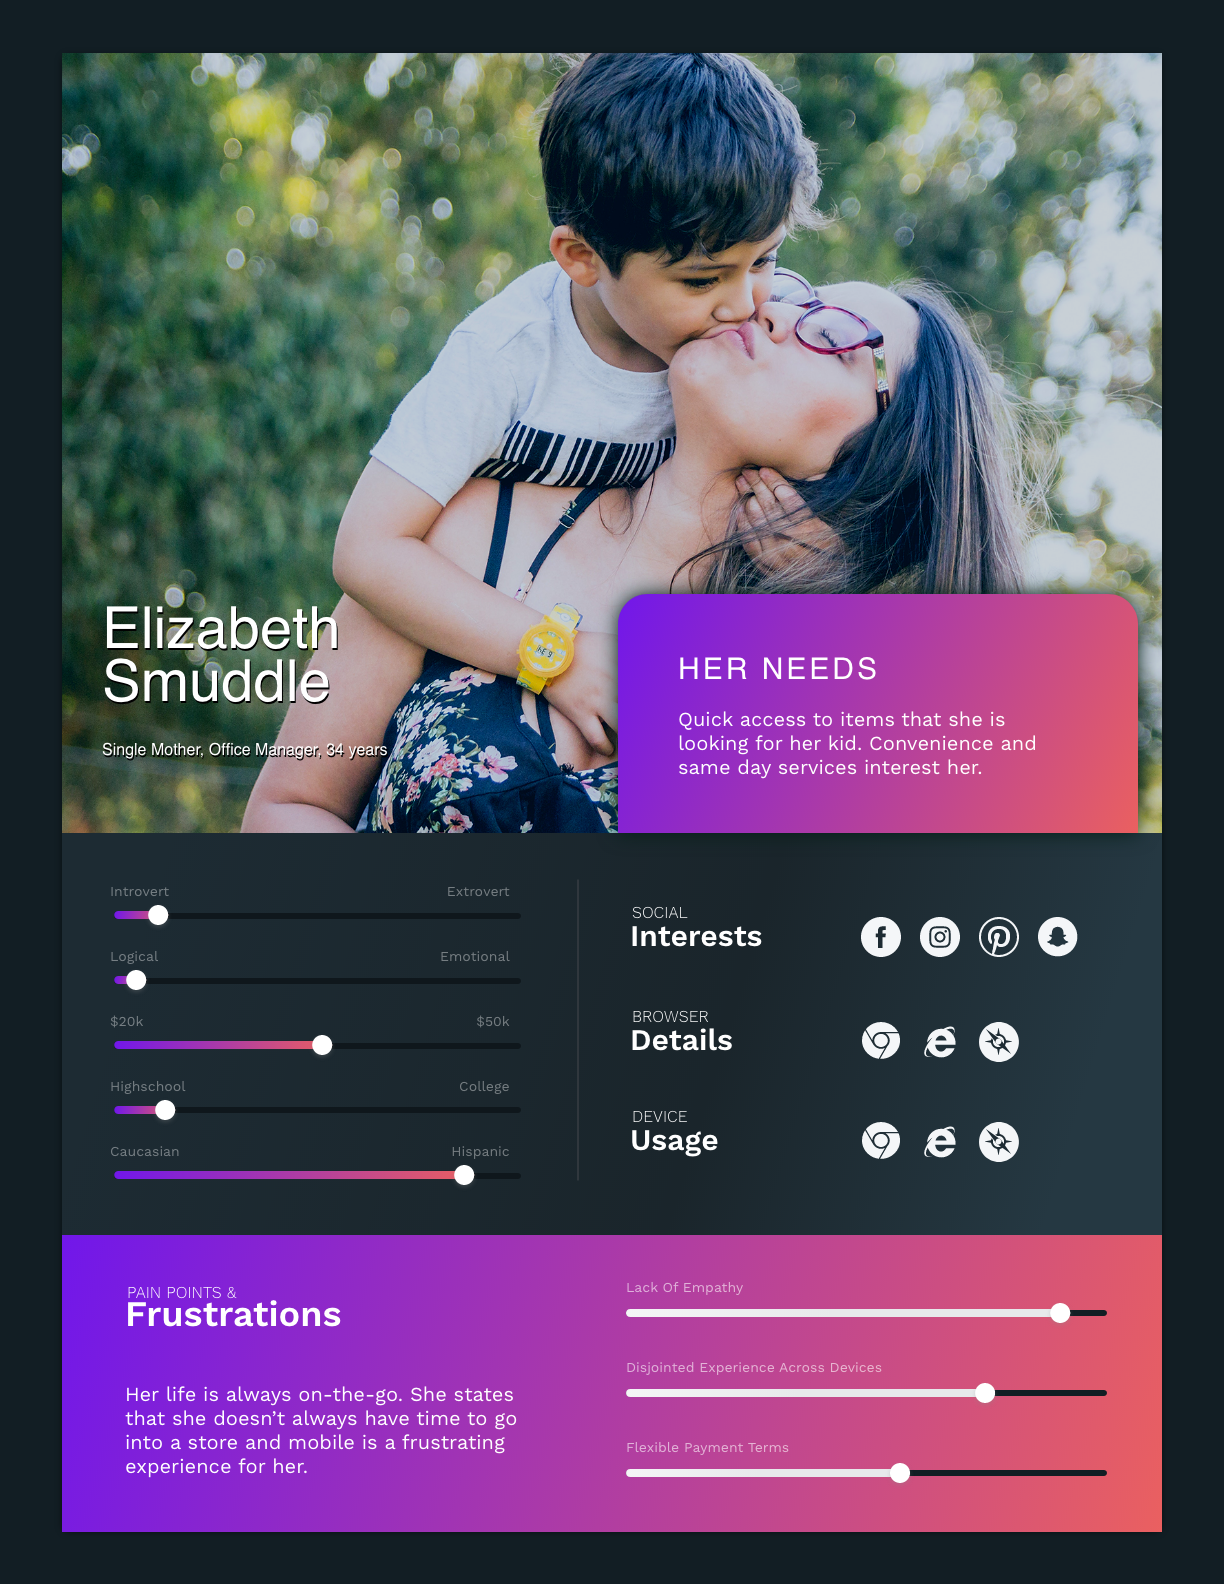 Elizabeth
Smuddle
Single Mother, Office Manager, 34 years
HER NEEDS
Quick access to items that she is
looking for her kid. Convenience and
same day services interest her.
Introvert Extrovert
Logical Emotional
$20k $50k
Highschool College
Caucasian Hispanic
SOCIAL
Interests
BROWSER
Details
DEVICE
Usage
PAIN POINTS &
Frustrations
Her life is always on-the-go. She states
that she doesn’t always have time to go
into a store and mobile is a frustrating
experience for her.
Lack Of Empathy
Disjointed Experience Across Devices
Flexible Payment Terms